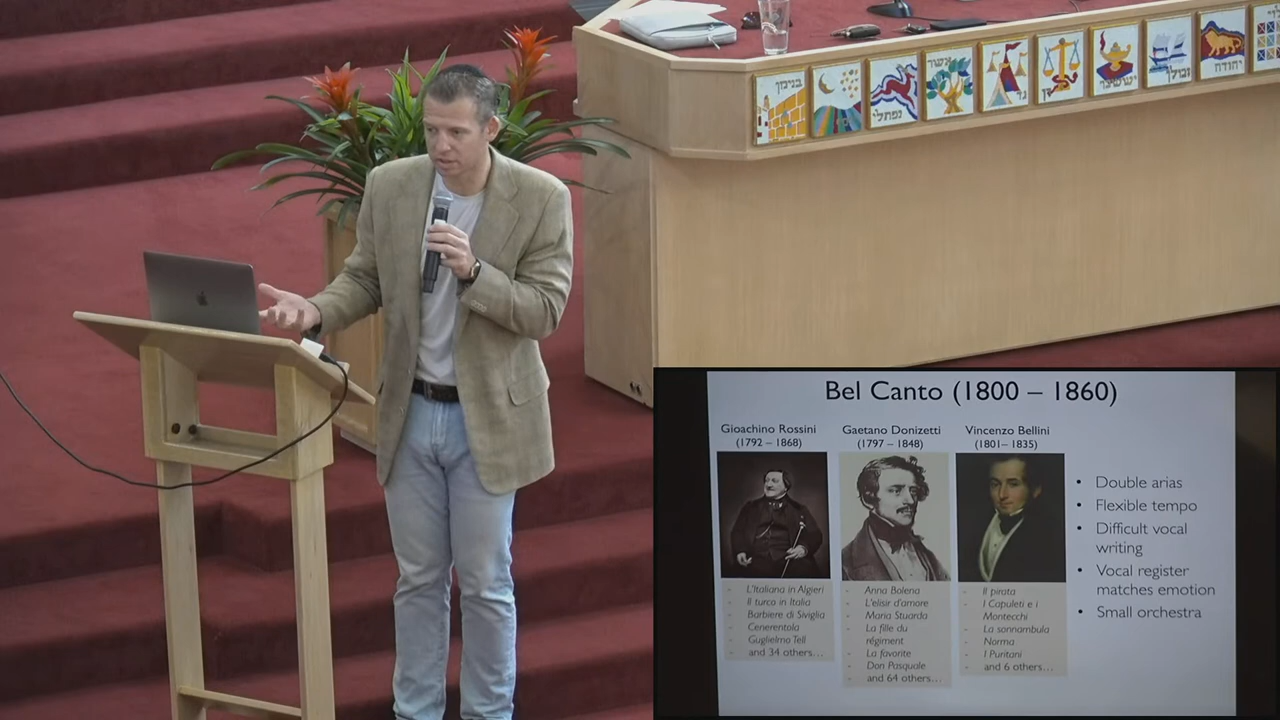 נפתלי
אשר
גד
דן
יששכר
יהודה
Bel Canto (1800 – 1860)
Gioachino Rossini
(1792 – 1868)
- L'Italiana in Algieri
- Il turco in Italia
- Barbiere di Siviglia
- Cenerentola
- Guglielmo Tell
- and 34 others…
Gaetano Donizetti
(1797 – 1848)
- Anna Bolena
- L'elisir d'amore
- Maria Stuarda
- La fille du
régiment
- La favorite
- Don Pasquale
- and 64 others…
Vincenzo Bellini
(1801– 1835)
- Il pirata
- I Capuleti e i
Montecchi
- La sonnambula
- Norma
- I Puritani
- and 6 others…
• Double arias
• Flexible tempo
• Difficult vocal
writing
• Vocal register
matches emotion
• Small orchestra